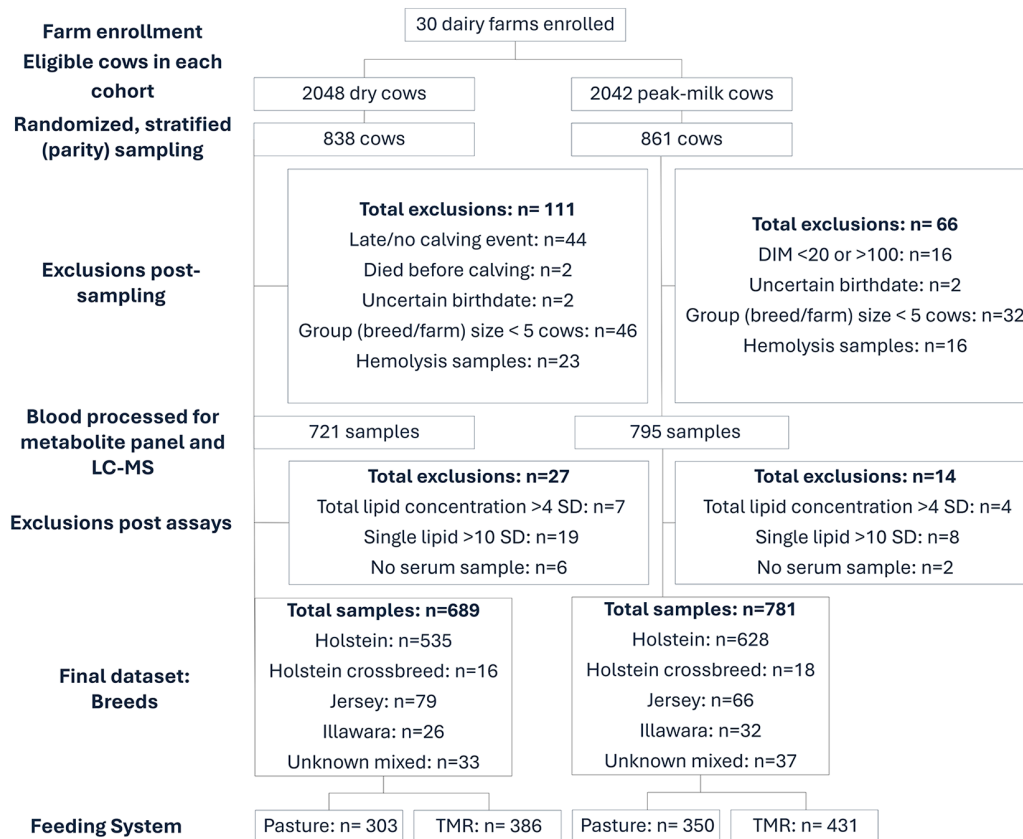 Farm enrollment
30 dairy farms enrolled
Eligible cows in each
cohort
2048 dry cows
2042 peak-milk cows
Randomized, stratified
(parity) sampling
838 cows
861 cows
Exclusions post-
sampling
Total exclusions: n= 111
Late/no calving event: n=44
Died before calving: n=2
Uncertain birthdate: n=2
Group (breed/farm) size < 5 cows: n=46
Hemolysis samples: n=23
Total exclusions: n= 66
DIM <20 or >100: n=16
Uncertain birthdate: n=2
Group (breed/farm) size < 5 cows: n=32
Hemolysis samples: n=16
Blood processed for
metabolite panel and
LC-MS
721 samples
795 samples
Exclusions post assays
Total exclusions: n=27
Total lipid concentration >4 SD: n=7
Single lipid >10 SD: n=19
No serum sample: n=6
Total exclusions: n=14
Total lipid concentration >4 SD: n=4
Single lipid >10 SD: n=8
No serum sample: n=2
Final dataset:
Breeds
Total samples: n=689
Holstein: n=535
Holstein crossbreed: n=16
Jersey: n=79
Illawara: n=26
Unknown mixed: n=33
Total samples: n=781
Holstein: n=628
Holstein crossbreed: n=18
Jersey: n=66
Illawara: n=32
Unknown mixed: n=37
Feeding System
Pasture: n= 303
TMR: n= 386
Pasture: n= 350
TMR: n= 431